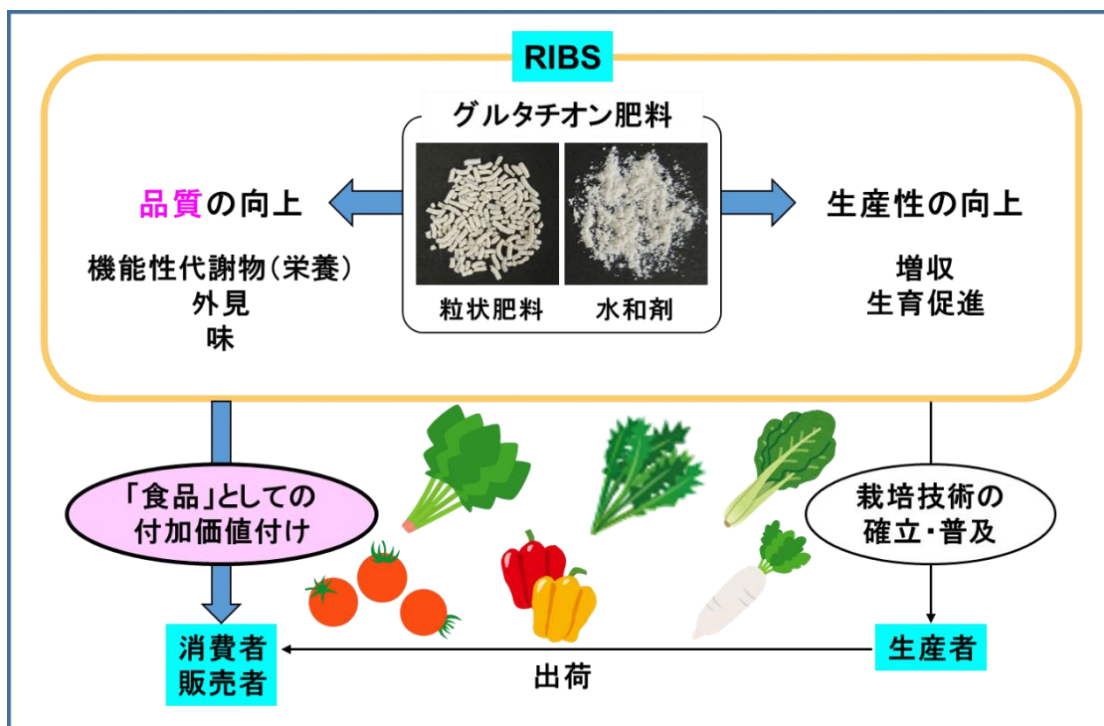 RIBS
グルタチオン肥料
粒状肥料
水和剤
品質の向上
機能性代謝物(栄養)
外見
味
生産性の向上
増収
生育促進
「食品」としての
付加価値付け
栽培技術の
確立・普及
消費者
販売者
出荷
生産者